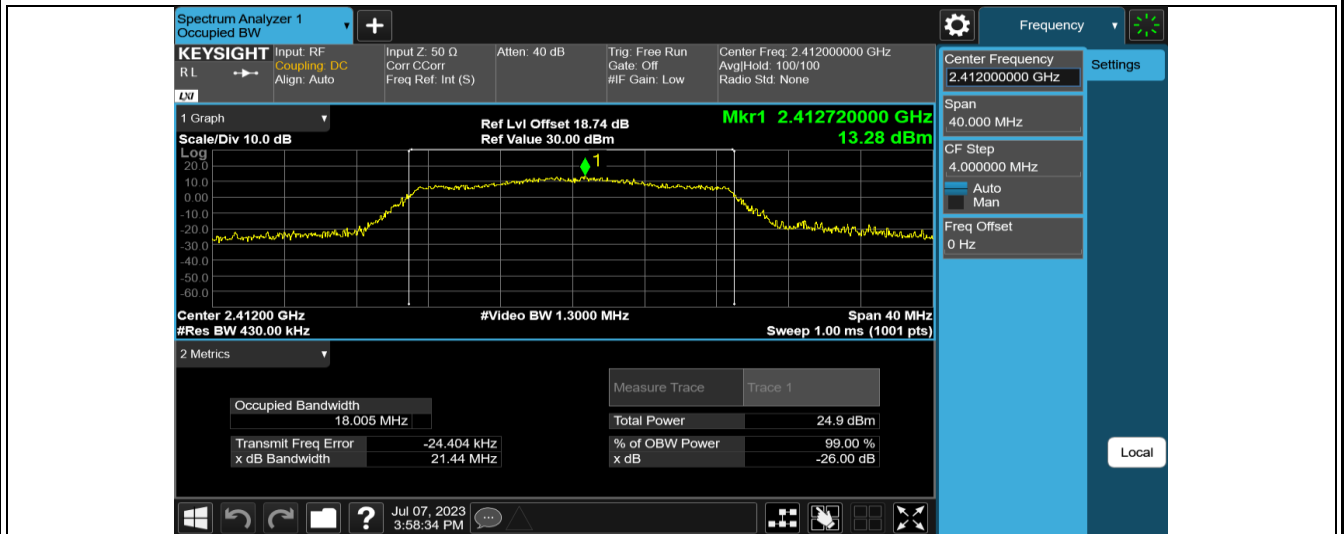 Spectrum Analyzer 1
Occupied BW
Frequency
KEYSIGHT
RL
LXI
Input: RF
Coupling: DC
Align: Auto
Input Z: 50 Ω
Corr CCorr
Freq Ref: Int (S)
Atten: 40 dB
Trig: Free Run
Gate: Off
#IF Gain: Low
Center Freq: 2.412000000 GHz
Avg|Hold: 100/100
Radio Std: None
Center Frequency
2.412000000 GHz
Settings
Span
40.000 MHz
CF Step
4.000000 MHz
Auto
Man
Freq Offset
0 Hz
Local
1 Graph
Scale/Div 10.0 dB
Ref Lvl Offset 18.74 dB
Ref Value 30.00 dBm
Mkr1 2.412720000 GHz
13.28 dBm
Log
1
20.0
10.0
0.00
-10.0
-20.0
-30.0
-40.0
-50.0
-60.0
Center 2.41200 GHz
#Res BW 430.00 kHz
#Video BW 1.3000 MHz
Span 40 MHz
Sweep 1.00 ms (1001 pts)
2 Metrics
Measure Trace Trace 1
Occupied Bandwidth
18.005 MHz
Total Power 24.9 dBm
Transmit Freq Error -24.404 kHz
% of OBW Power 99.00 %
x dB Bandwidth 21.44 MHz
x dB -26.00 dB
Jul 07, 2023
3:58:34 PM